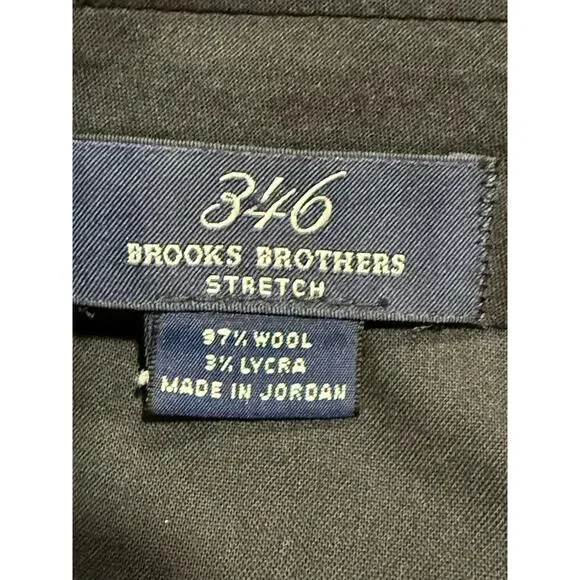 346
BROOKS BROTHERS
STRETCH
97% WOOL
3% LYCRA
MADE IN JORDAN